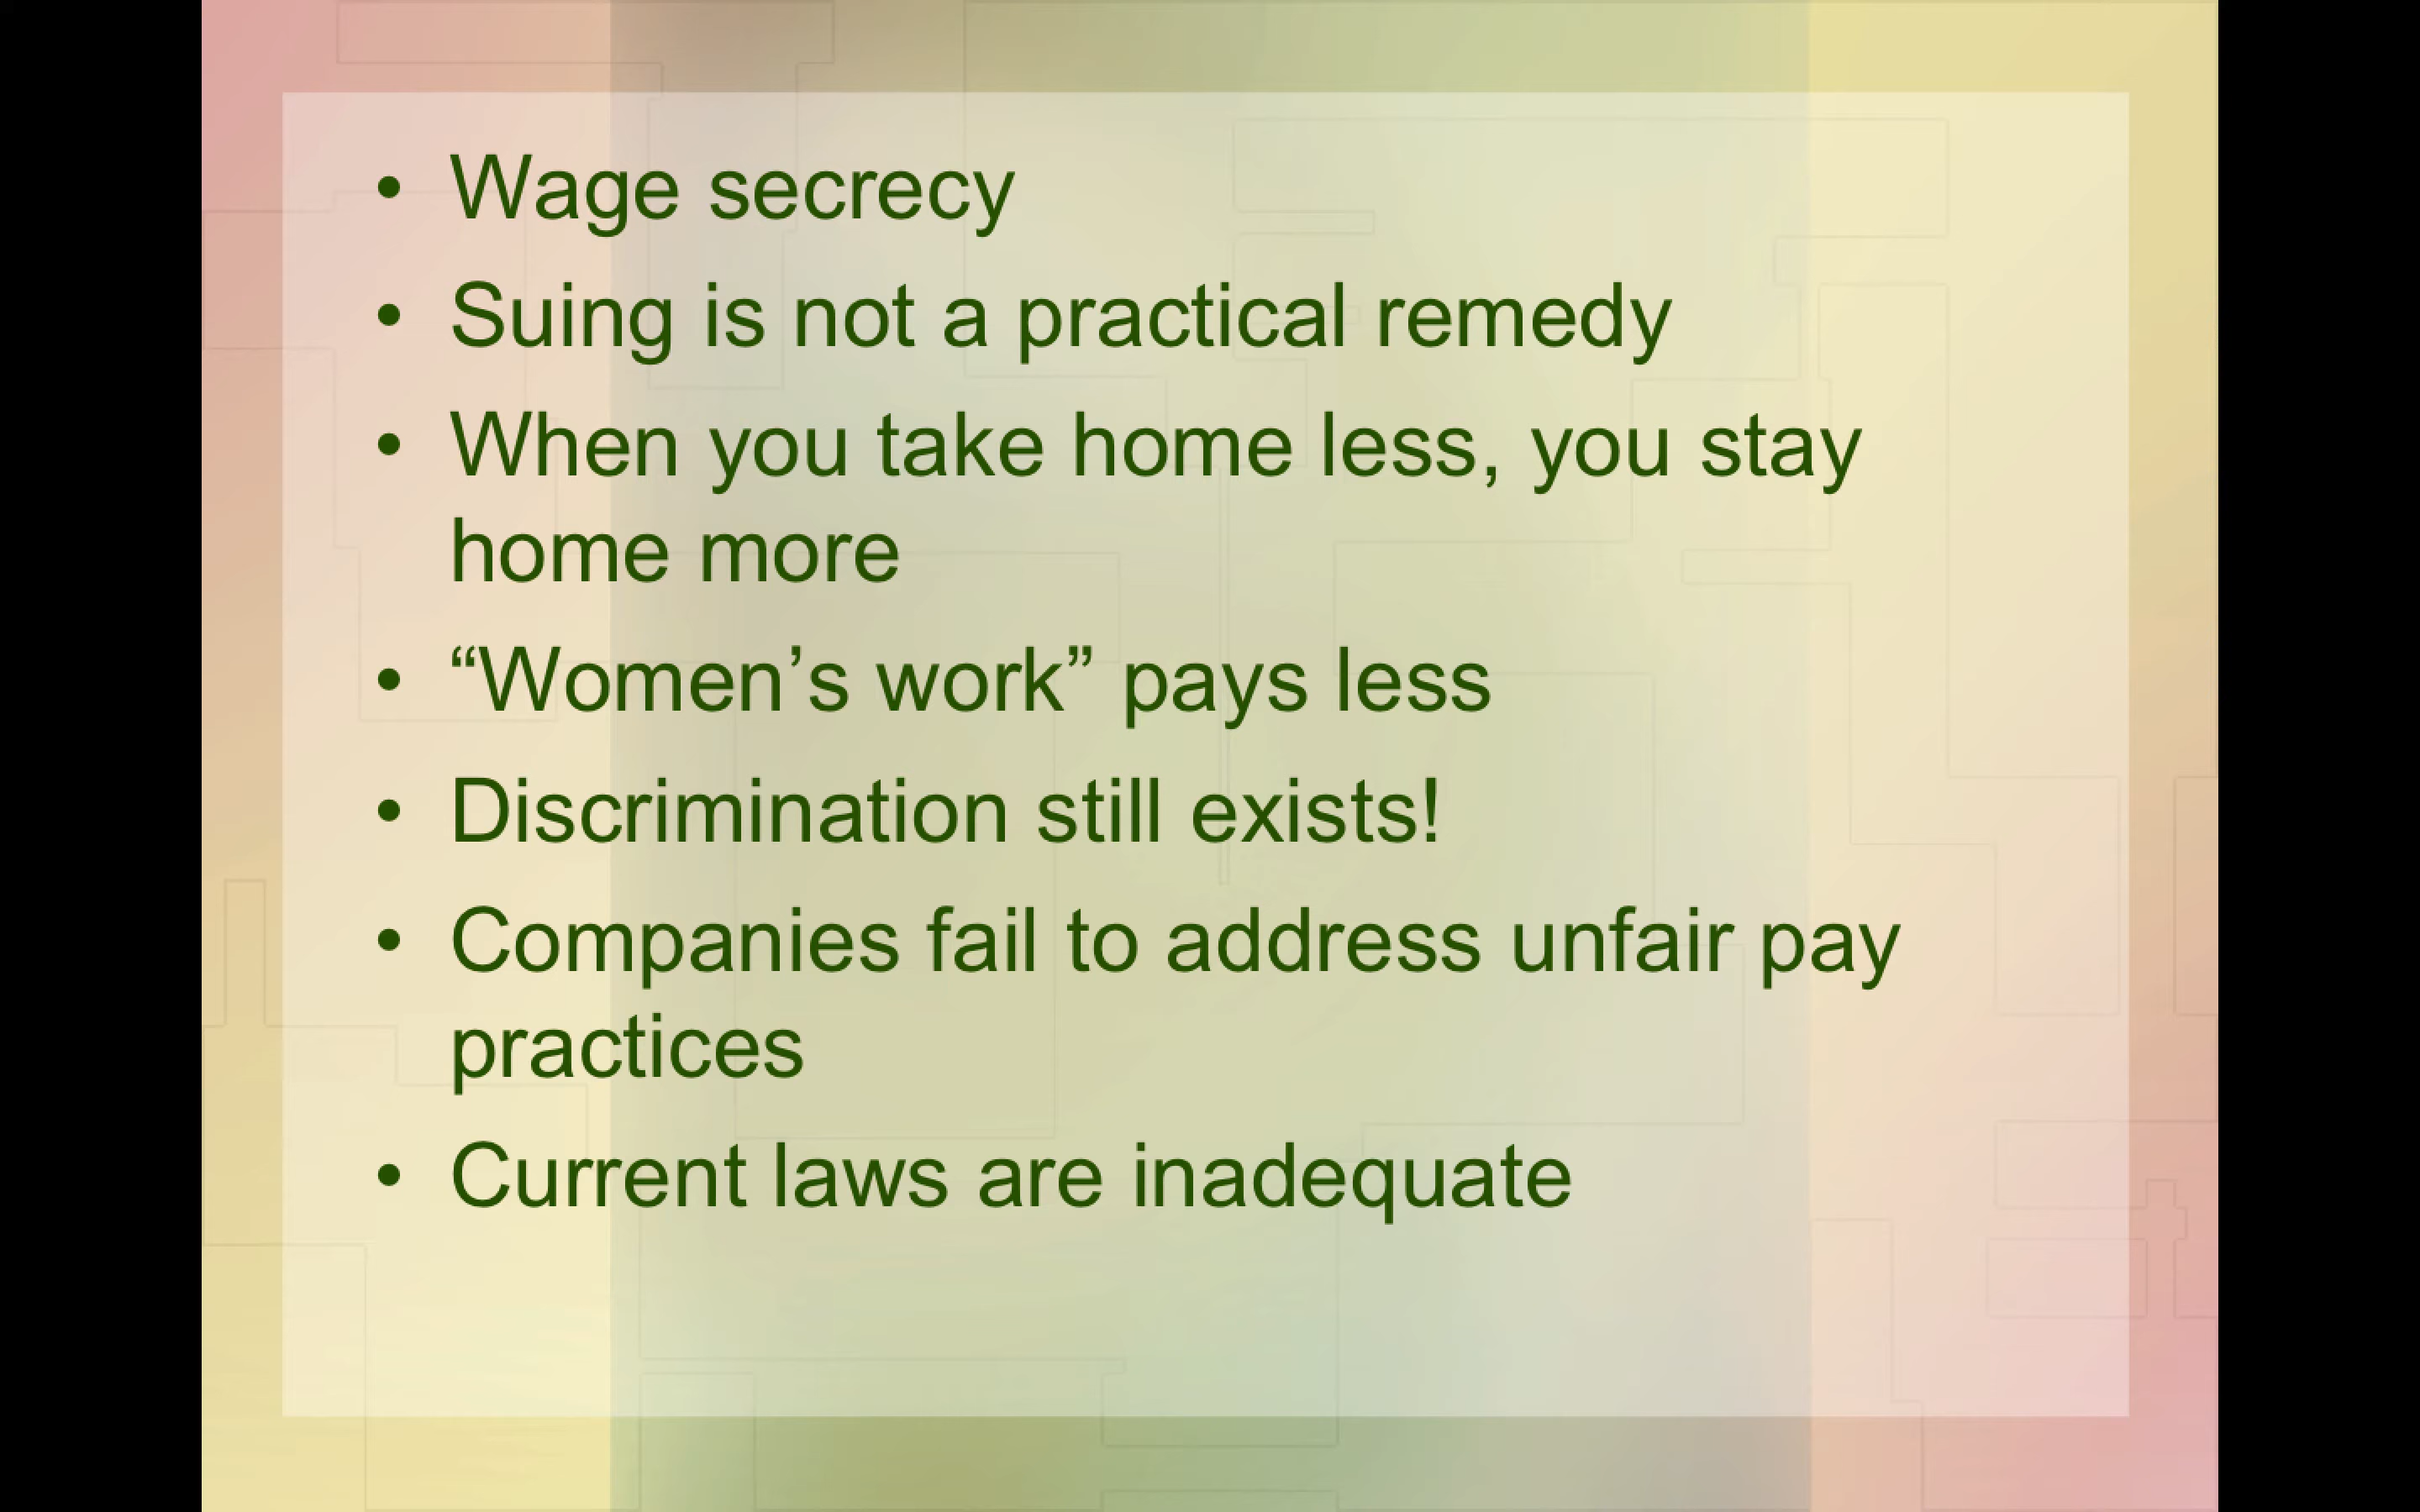 • Wage secrecy
• Suing is not a practical remedy
• When you take home less, you stay
home more
• “Women’s work” pays less
• Discrimination still exists!
• Companies fail to address unfair pay
practices
• Current laws are inadequate